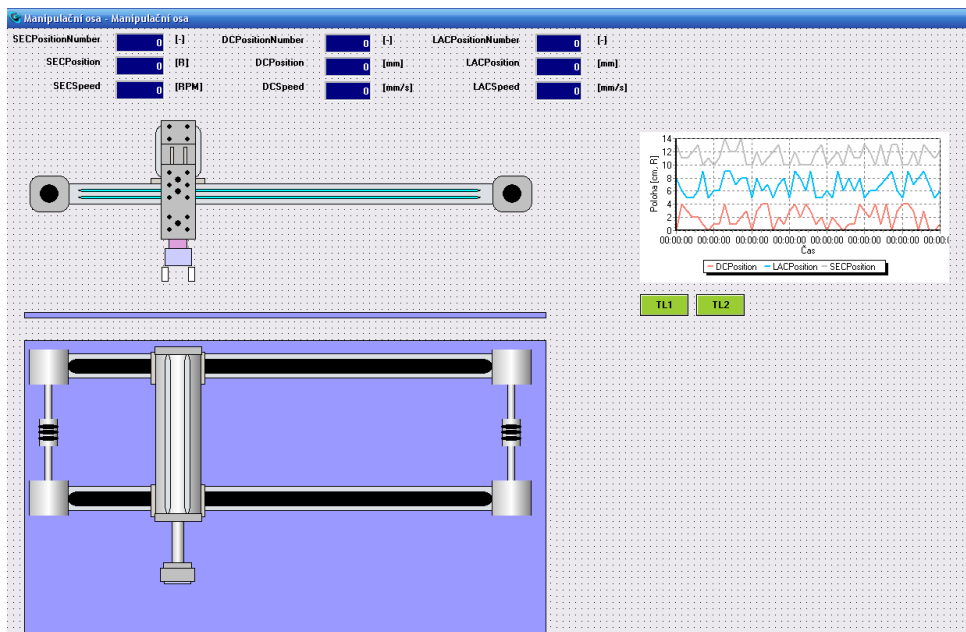 Manipulační osa - Manipulační osa
SECPositionNumber 0 [-] DCPositionNumber 0 [-] LACPositionNumber 0 [-]
SECPosition 0 [R] DCPosition 0 [mm] LACPosition 0 [mm]
SECSpeed 0 [RPM] DCSpeed 0 [mm/s] LACSpeed 0 [mm/s]
Poloha [cm, R]
14
12
10
8
6
4
2
0
00:00:00 00:00:00 00:00:00 00:00:00 00:00:00 00:00:00 00:00:00 00:00:0
Čas
DCPosition LACPosition SECPosition
TL1 TL2